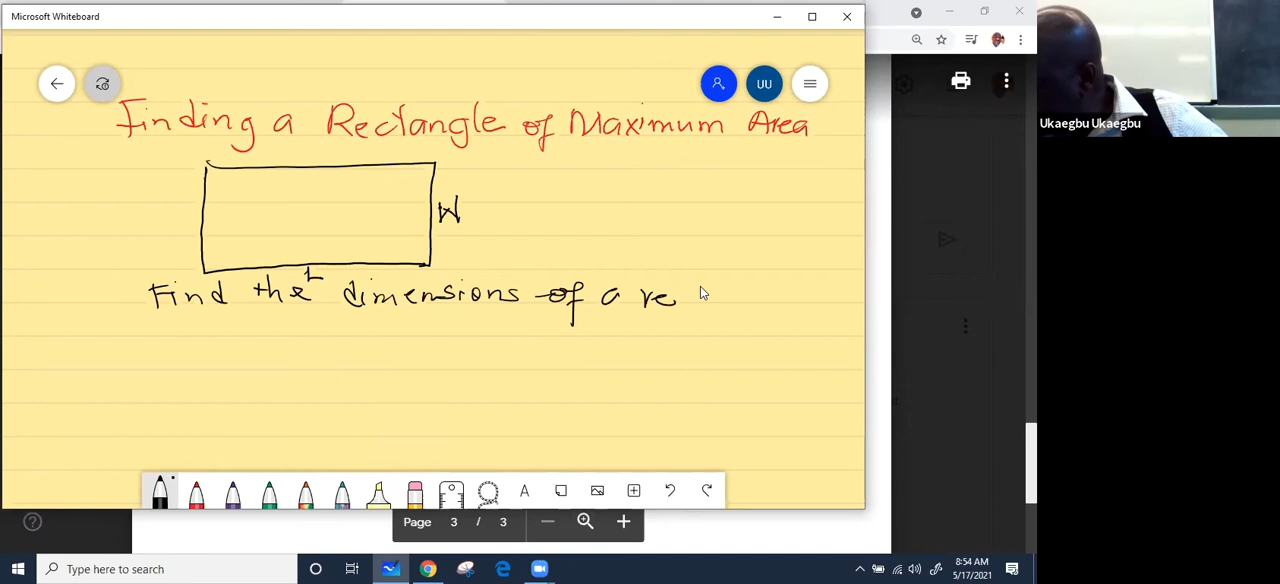 Microsoft Whiteboard
UU
Finding a Rectangle of Maximum Area
W
L
Find the dimensions of a re
Ukaegbu Ukaegbu
A
Page 3 / 3
Type here to search
8:54 AM
5/17/2021